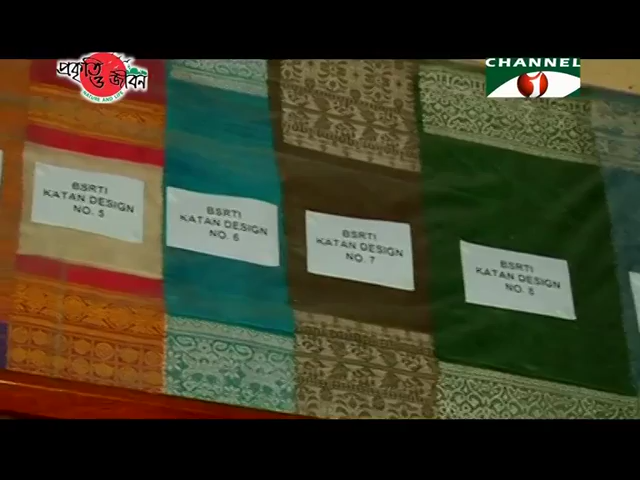 প্রকৃতি ও জীবন
NATURE AND LIFE
CHANNEL
i
BSRTI
KATAN DESIGN
NO. 5
BSRTI
KATAN DESIGN
NO. 6
BSRTI
KATAN DESIGN
NO. 7
BSRTI
KATAN DESIGN
NO. 8